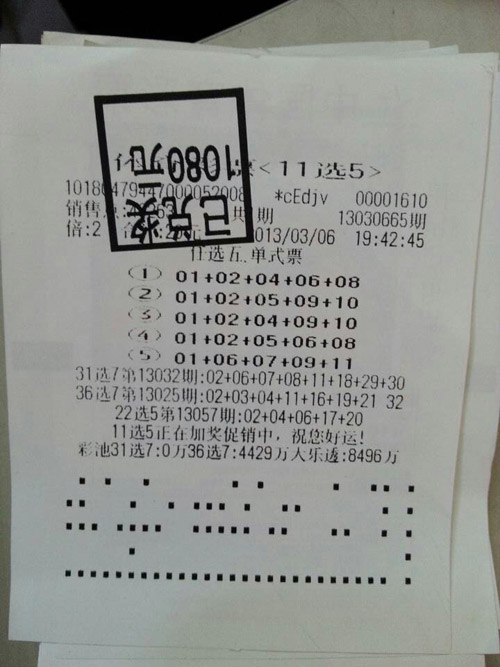 已兑奖
1080元
<11选5>
*cEdjv 00001610
销售点: 期 期 13030665期
倍:2 2013/03/06 19:42:45
任选五.单式票
(1) 01+02+04+06+08
(2) 01+02+05+09+10
(3) 01+02+04+09+10
(4) 01+02+05+06+08
(5) 01+06+07+09+11
31选7第13032期:02+06+07+08+11+18+29+30
36选7第13025期:02+03+04+11+16+19+21 32
22选5第13057期:02+04+06+17+20
11选5正在加奖促销中,祝您好运!
彩池31选7:0万36选7:4429万大乐透:8496万